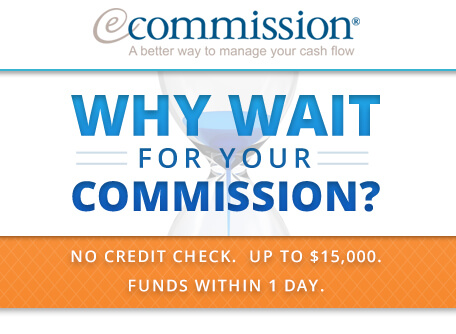 ecommission®
A better way to manage your cash flow
WHY WAIT
FOR YOUR
COMMISSION?
NO CREDIT CHECK. UP TO $15,000.
FUNDS WITHIN 1 DAY.